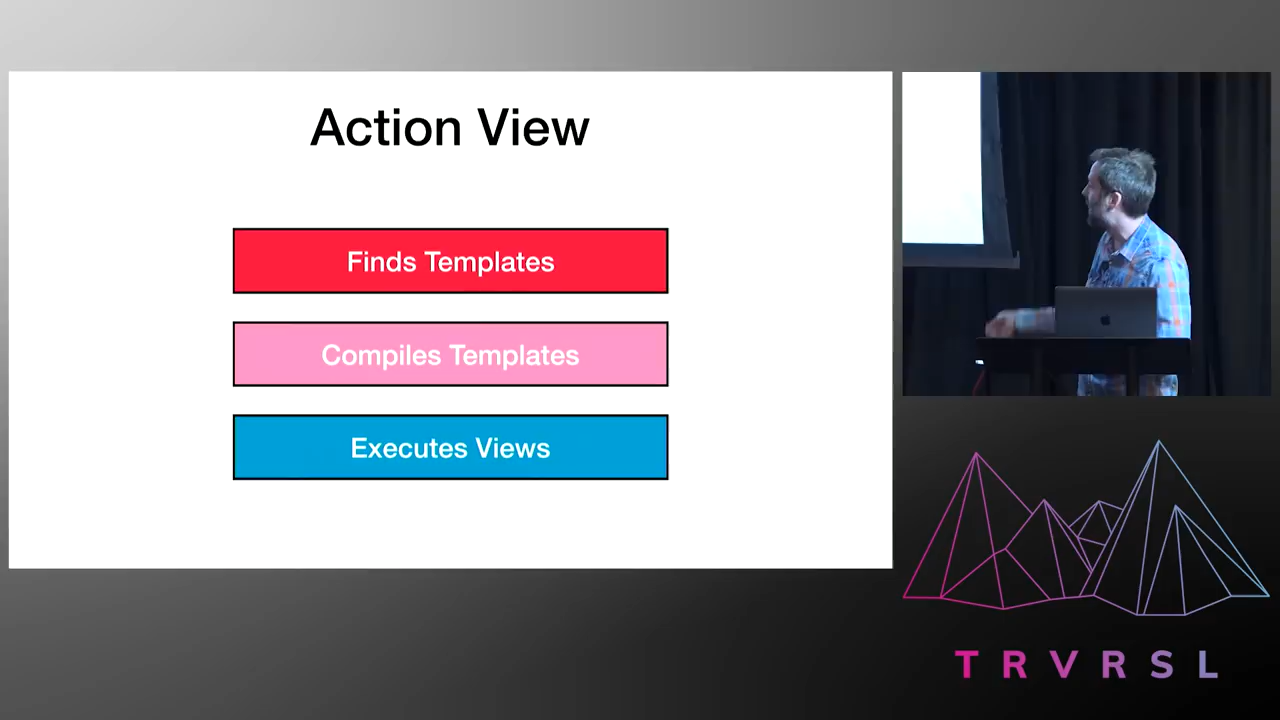 Action View
Finds Templates
Compiles Templates
Executes Views
TRVRSL